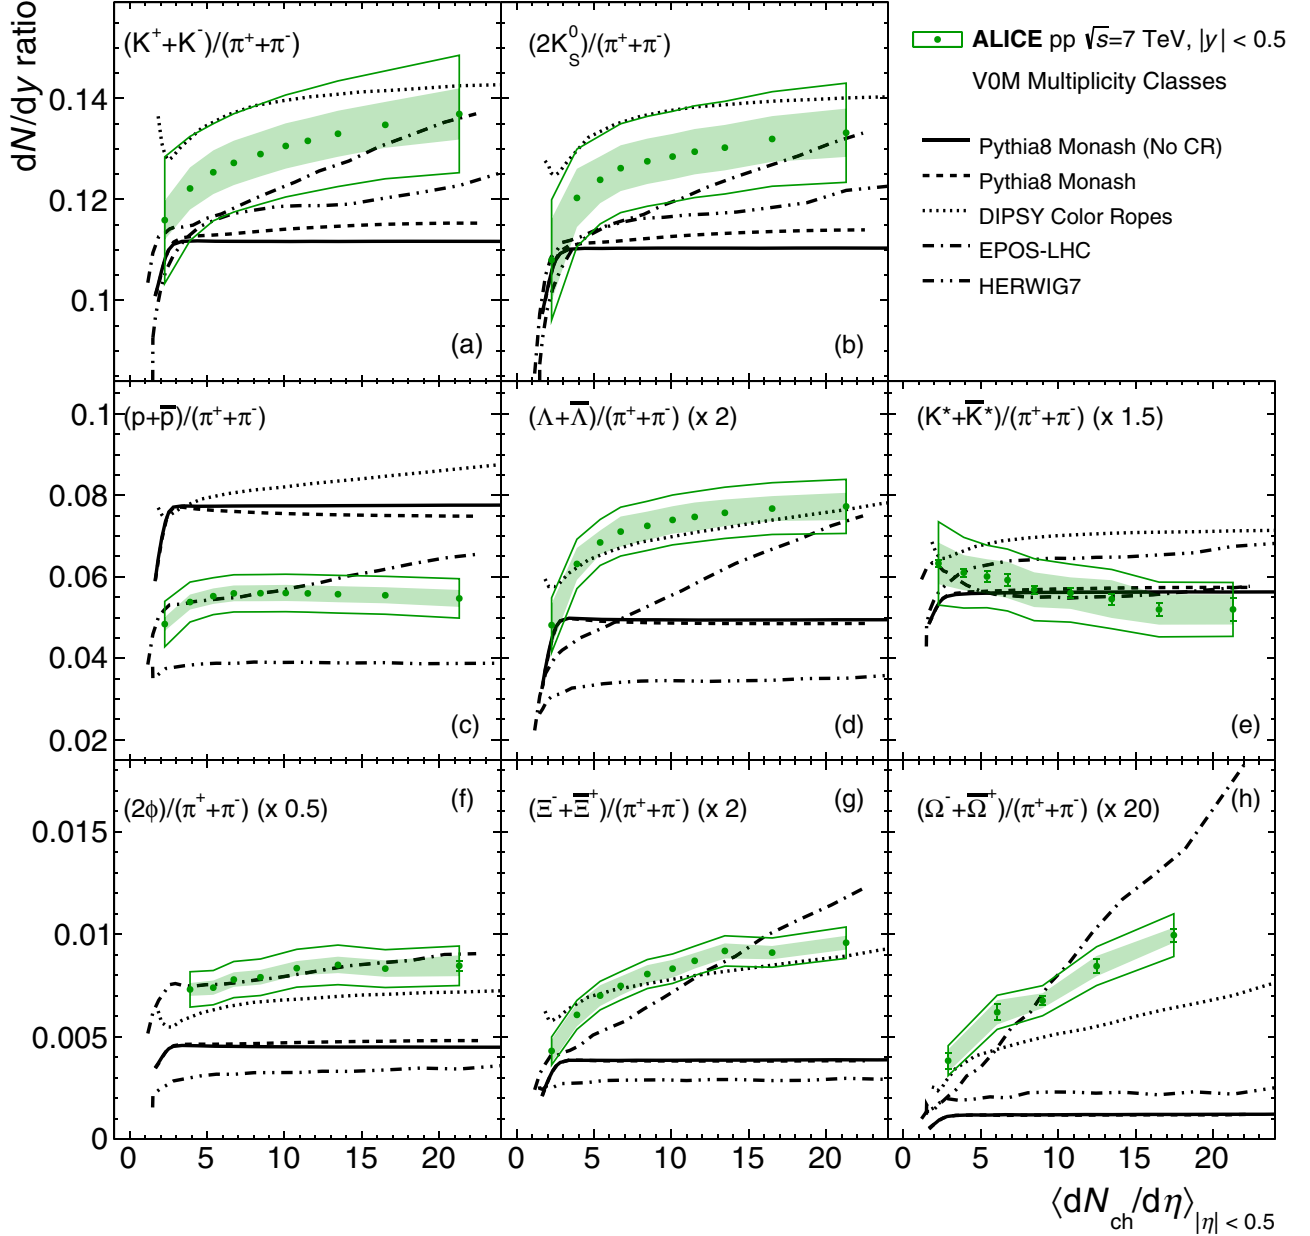 dN/dy ratio
(K⁺+K⁻)/(π⁺+π⁻)
(2K⁰_S)/(π⁺+π⁻)
ALICE pp √s=7 TeV, |y| < 0.5
V0M Multiplicity Classes
Pythia8 Monash (No CR)
Pythia8 Monash
DIPSY Color Ropes
EPOS-LHC
HERWIG7
0.14
0.12
0.1
(a)
(b)
(p+p̅)/(π⁺+π⁻)
(Λ+Λ̅)/(π⁺+π⁻) (x 2)
(K*+K̅*)/(π⁺+π⁻) (x 1.5)
0.1
0.08
0.06
0.04
0.02
(c)
(d)
(e)
(2ϕ)/(π⁺+π⁻) (x 0.5)
(f)
(Ξ⁻+Ξ̅⁺)/(π⁺+π⁻) (x 2)
(g)
(Ω⁻+Ω̅⁺)/(π⁺+π⁻) (x 20)
(h)
0.015
0.01
0.005
0
0 5 10 15 20
0 5 10 15 20
0 5 10 15 20
⟨dN_ch/dη⟩_|η| < 0.5